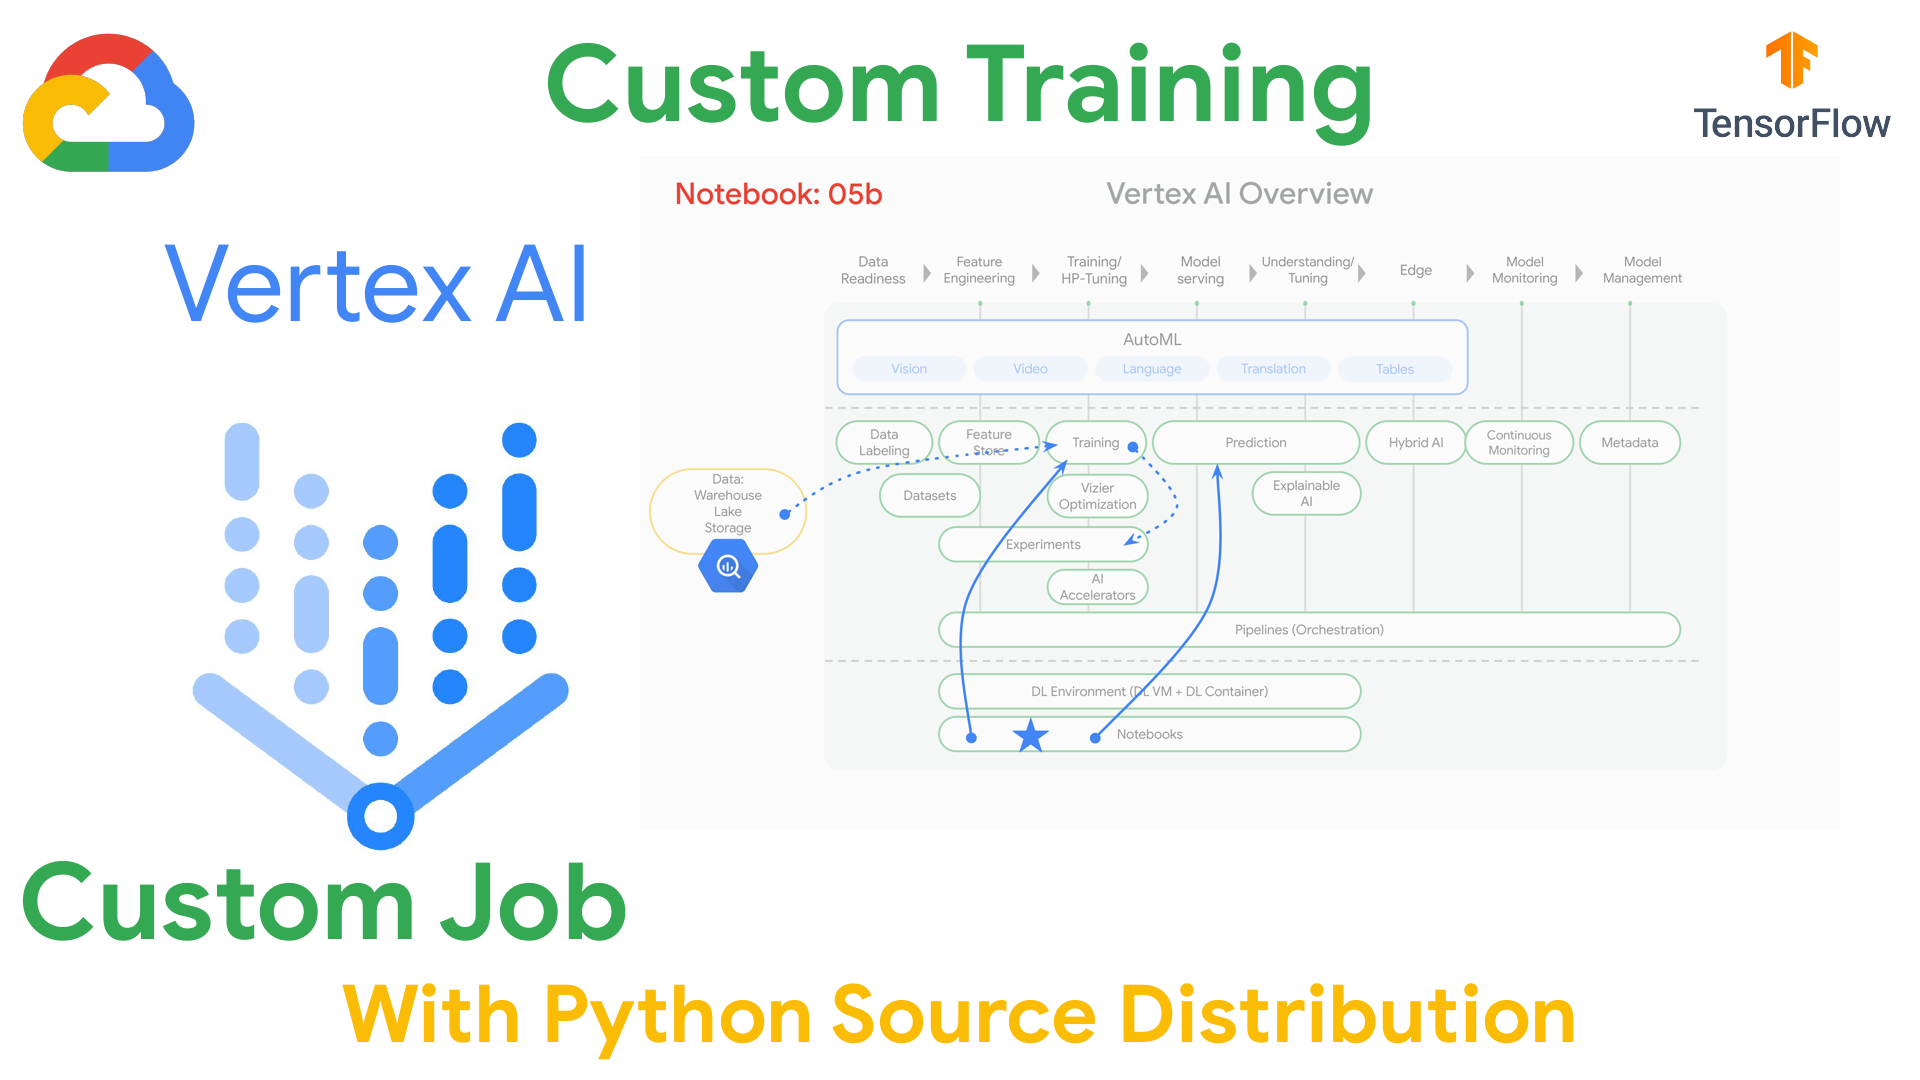 Custom Training
TensorFlow
Notebook: 05b
Vertex AI Overview
Vertex AI
Data
Readiness
Feature
Engineering
Training/
HP-Tuning
Model
serving
Understanding/
Tuning
Edge
Model
Monitoring
Model
Management
AutoML
Vision
Video
Language
Translation
Tables
Data
Labeling
Feature
Store
Training
Prediction
Hybrid AI
Continuous
Monitoring
Metadata
Data:
Warehouse
Lake
Storage
Datasets
Vizier
Optimization
Explainable
AI
Experiments
AI
Accelerators
Pipelines (Orchestration)
DL Environment (DL VM + DL Container)
Notebooks
Custom Job
With Python Source Distribution